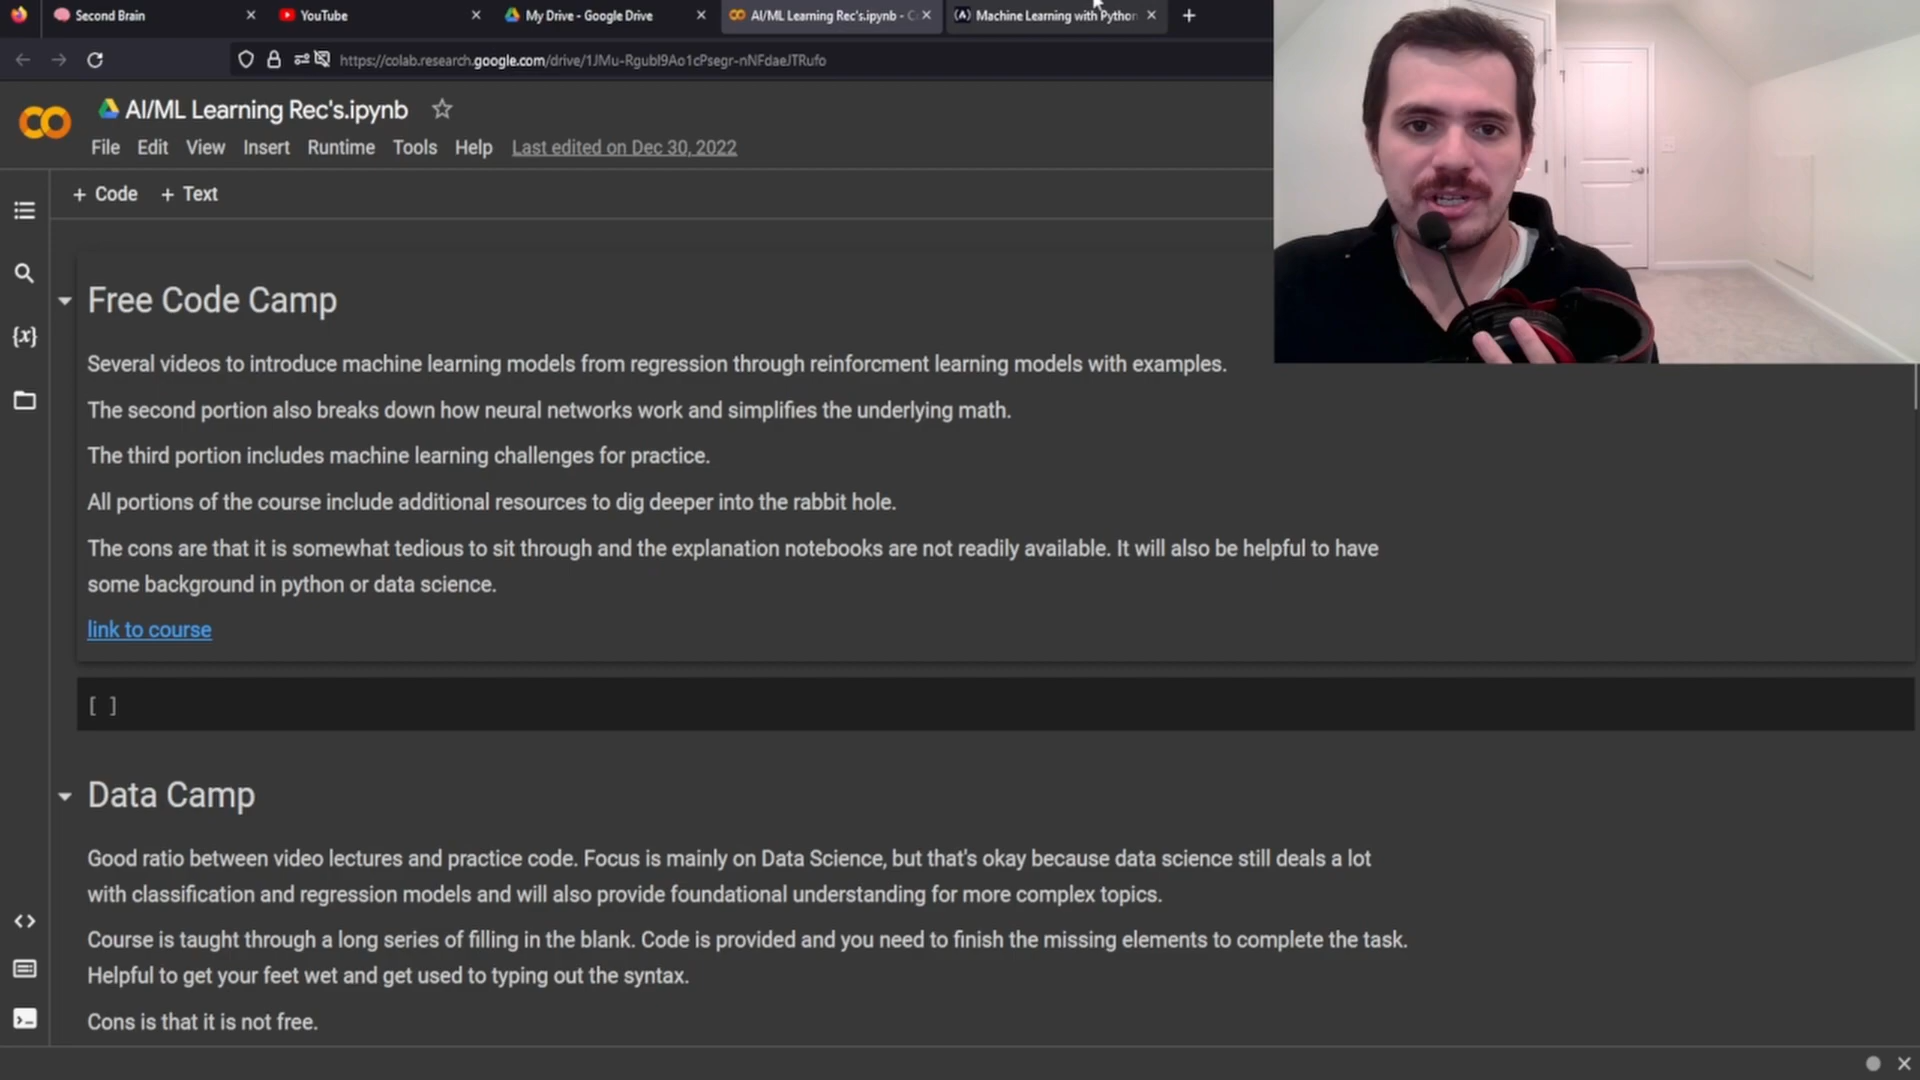 Second Brain
YouTube
My Drive - Google Drive
AI/ML Learning Rec's.ipynb - C
Machine Learning with Python
https://colab.research.google.com/drive/1JMu-Rgubl9Ao1cPsegr-nNFdaeJTRufo
AI/ML Learning Rec's.ipynb
File Edit View Insert Runtime Tools Help Last edited on Dec 30, 2022
+ Code + Text
Free Code Camp
Several videos to introduce machine learning models from regression through reinforcment learning models with examples.
The second portion also breaks down how neural networks work and simplifies the underlying math.
The third portion includes machine learning challenges for practice.
All portions of the course include additional resources to dig deeper into the rabbit hole.
The cons are that it is somewhat tedious to sit through and the explanation notebooks are not readily available. It will also be helpful to have
some background in python or data science.
link to course
[ ]
Data Camp
Good ratio between video lectures and practice code. Focus is mainly on Data Science, but that's okay because data science still deals a lot
with classification and regression models and will also provide foundational understanding for more complex topics.
Course is taught through a long series of filling in the blank. Code is provided and you need to finish the missing elements to complete the task.
Helpful to get your feet wet and get used to typing out the syntax.
Cons is that it is not free.